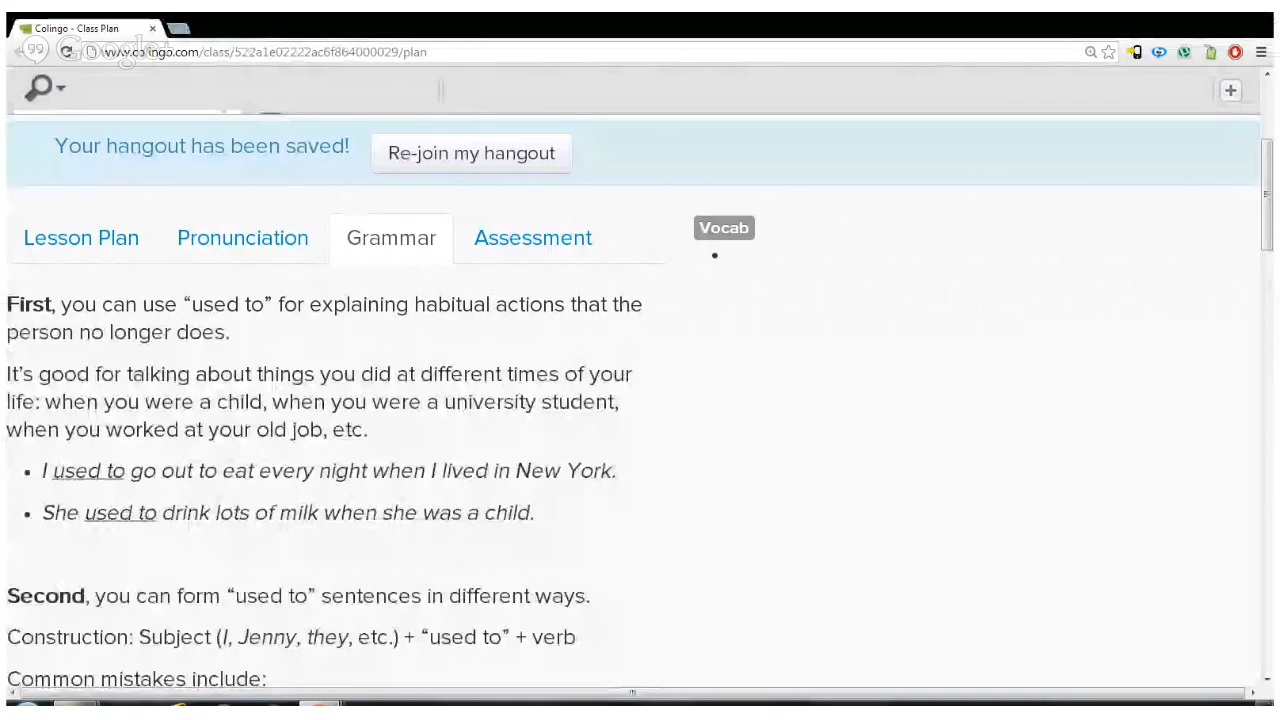 Colingo - Class Plan
www.colingo.com/class/522a1e02222ac6f864000029/plan
Your hangout has been saved! Re-join my hangout
Lesson Plan Pronunciation Grammar Assessment Vocab
First, you can use “used to” for explaining habitual actions that the
person no longer does.
It’s good for talking about things you did at different times of your
life: when you were a child, when you were a university student,
when you worked at your old job, etc.
• I used to go out to eat every night when I lived in New York.
• She used to drink lots of milk when she was a child.
Second, you can form “used to” sentences in different ways.
Construction: Subject (I, Jenny, they, etc.) + “used to” + verb
Common mistakes include: